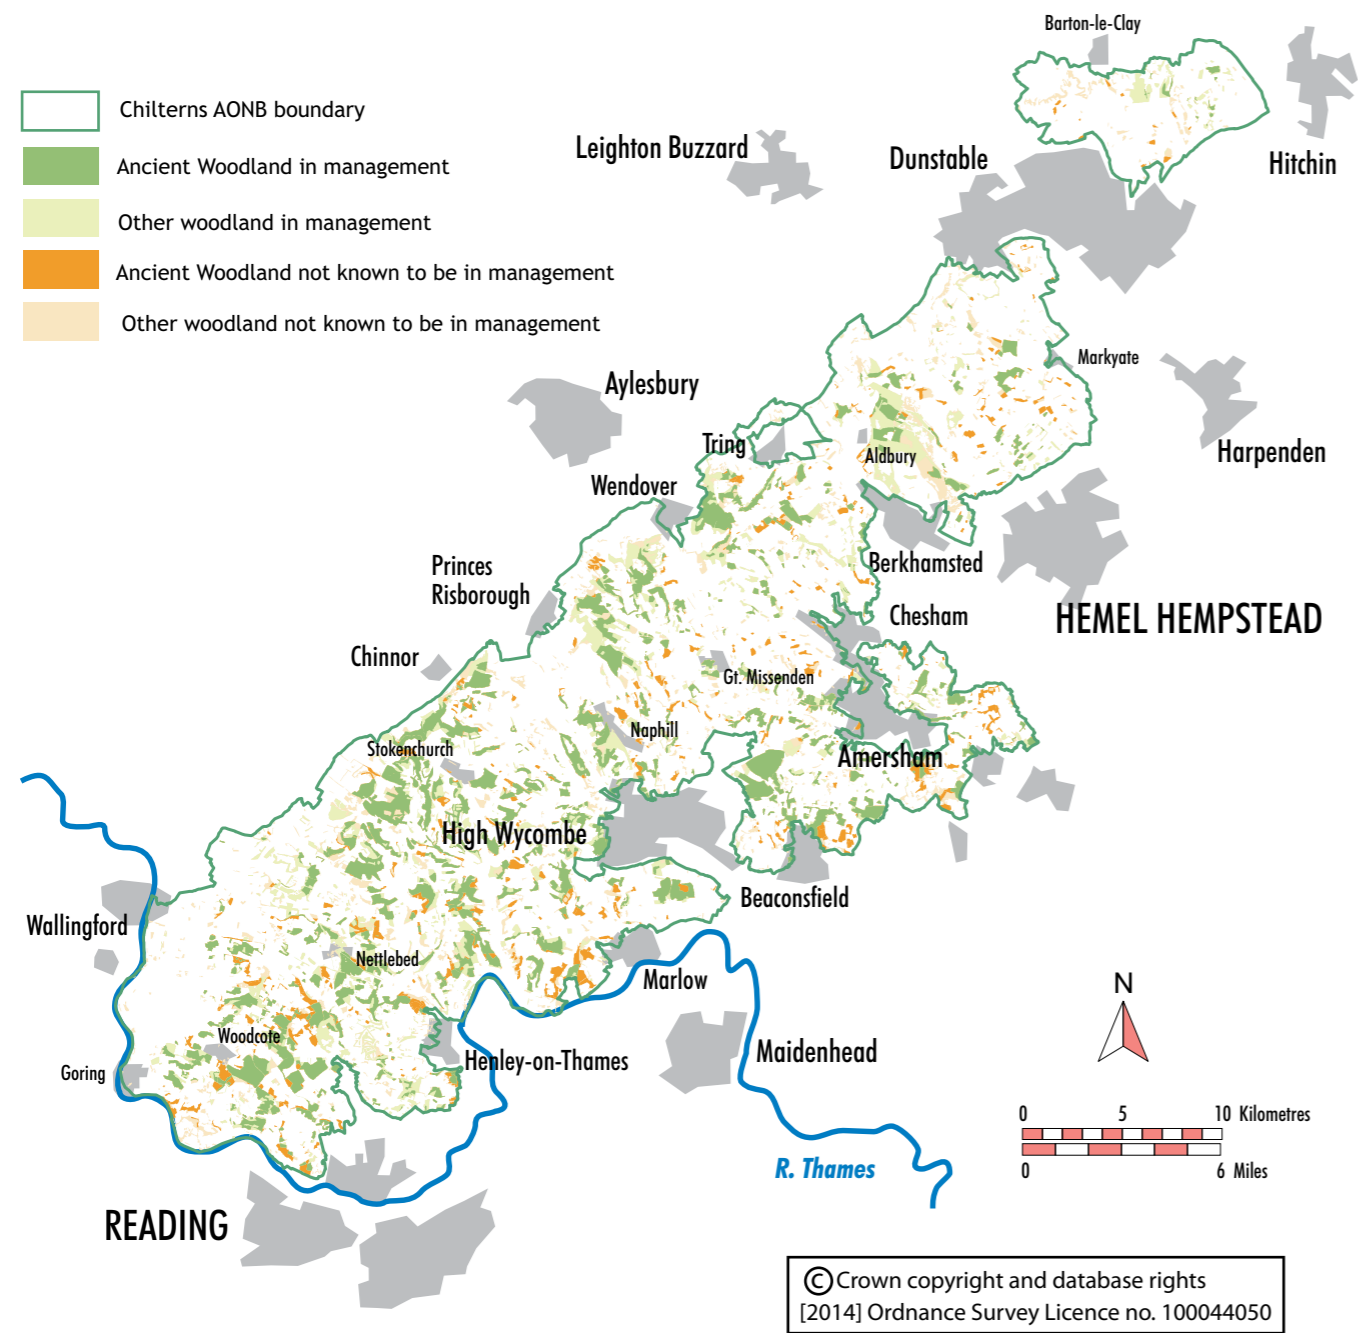 Barton-le-Clay
Chilterns AONB boundary
Ancient Woodland in management
Other woodland in management
Ancient Woodland not known to be in management
Other woodland not known to be in management
Leighton Buzzard
Dunstable
Hitchin
Markyate
Aylesbury
Tring
Aldbury
Harpenden
Wendover
Berkhamsted
Princes
Risborough
HEMEL HEMPSTEAD
Chesham
Chinnor
Gt. Missenden
Naphill
Stokenchurch
Amersham
High Wycombe
Beaconsfield
Wallingford
Nettlebed
Marlow
N
Woodcote
Henley-on-Thames
Maidenhead
Goring
0 5 10 Kilometres
0 6 Miles
R. Thames
READING
© Crown copyright and database rights
[2014] Ordnance Survey Licence no. 100044050